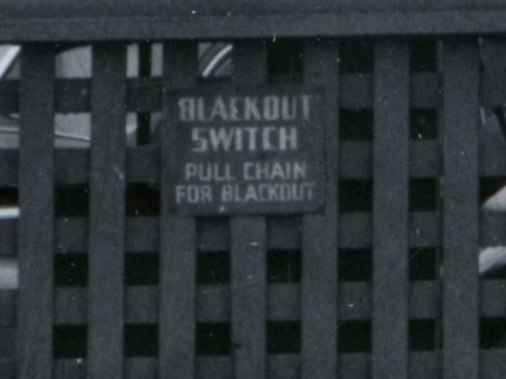 BLACKOUT
SWITCH
PULL CHAIN
FOR BLACKOUT